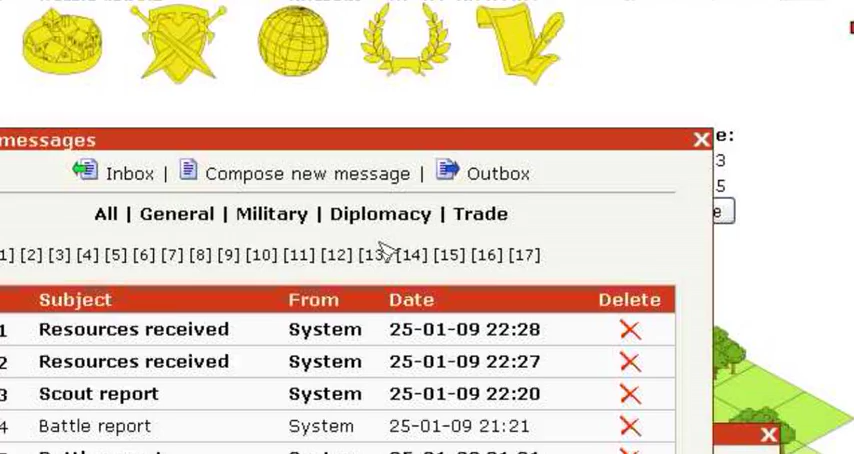 messages X e:
Inbox | Compose new message | Outbox 3
5
All | General | Military | Diplomacy | Trade e
1] [2] [3] [4] [5] [6] [7] [8] [9] [10] [11] [12] [13] [14] [15] [16] [17]
Subject From Date Delete
1 Resources received System 25-01-09 22:28
2 Resources received System 25-01-09 22:27
3 Scout report System 25-01-09 22:20
4 Battle report System 25-01-09 21:21
X